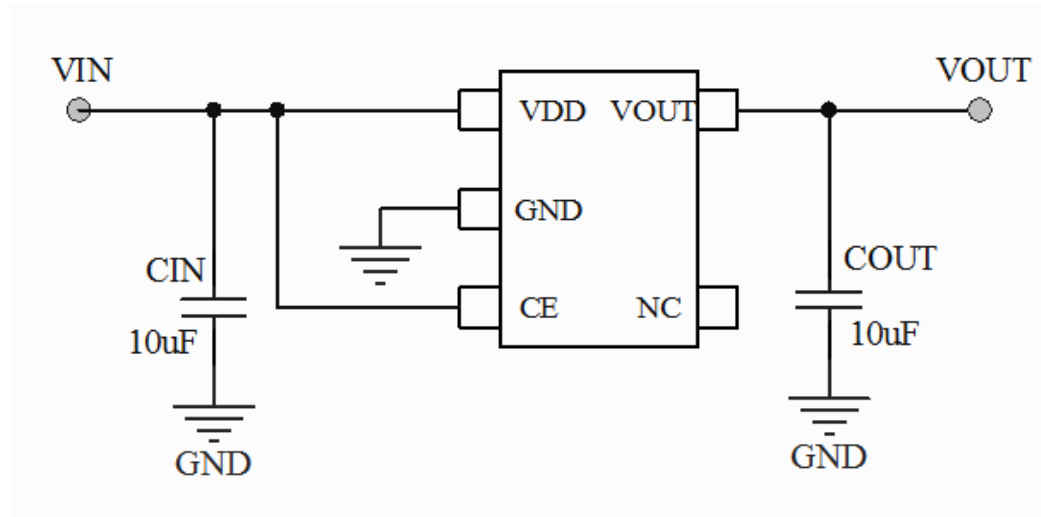 VIN
VOUT
VDD
VOUT
GND
CIN
COUT
CE
NC
10uF
10uF
GND
GND